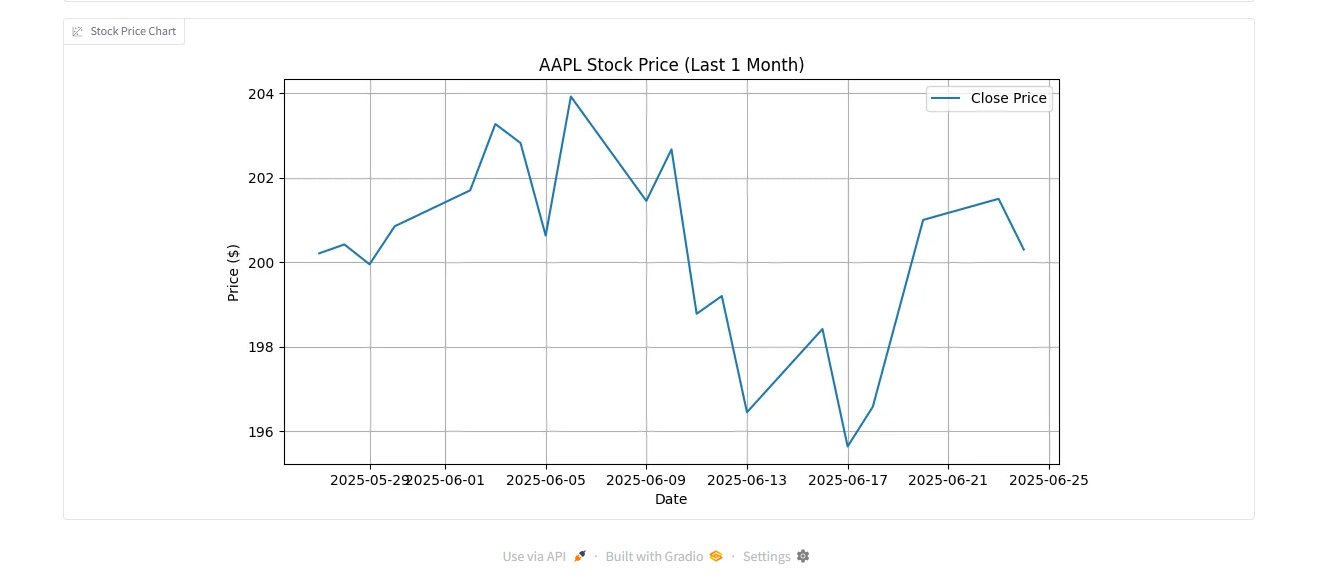 Stock Price Chart
AAPL Stock Price (Last 1 Month)
Close Price
204
202
200
198
196
Price ($)
2025-05-29 2025-06-01 2025-06-05 2025-06-09 2025-06-13 2025-06-17 2025-06-21 2025-06-25
Date
Use via API · Built with Gradio · Settings